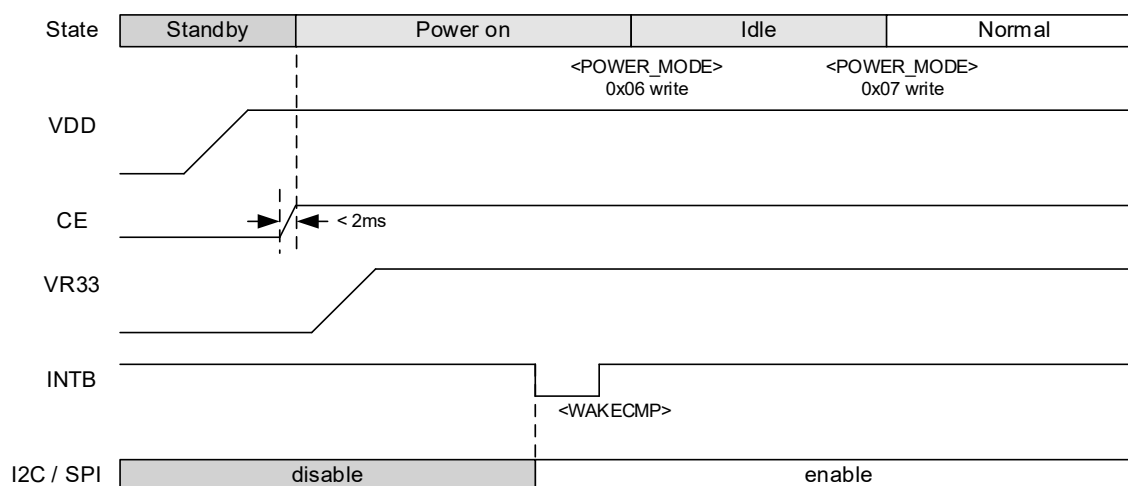 State Standby Power on Idle Normal
<POWER_MODE> <POWER_MODE>
0x06 write 0x07 write
VDD
CE < 2ms
VR33
INTB
<WAKECMP>
I2C / SPI disable enable